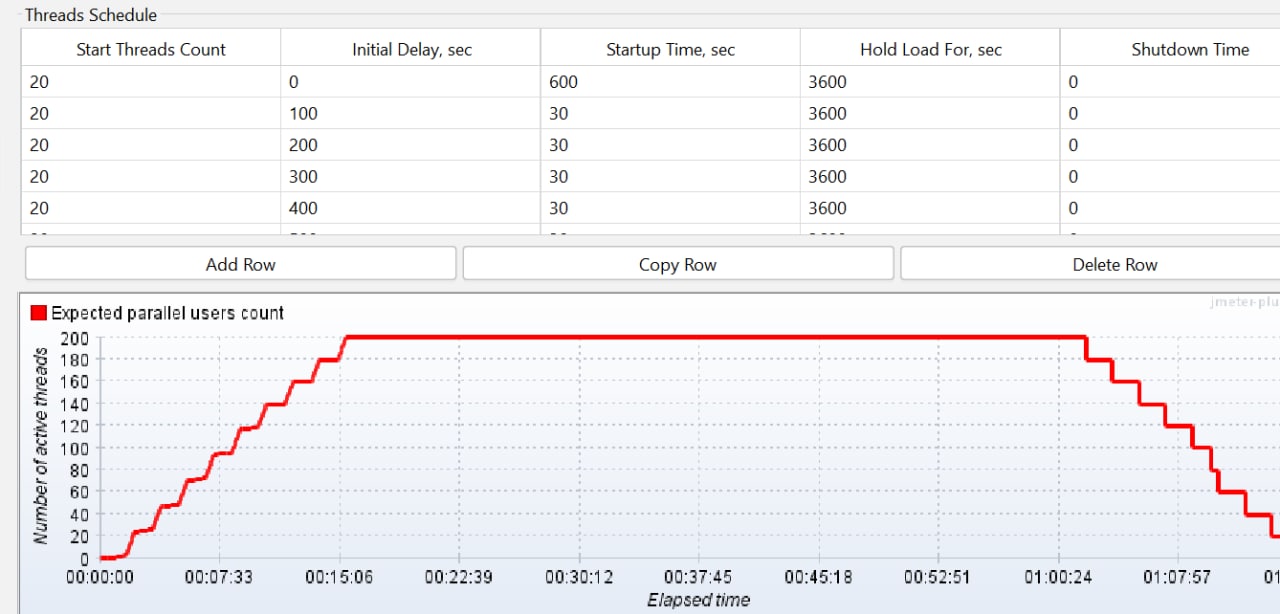 Threads Schedule
Start Threads Count Initial Delay, sec Startup Time, sec Hold Load For, sec Shutdown Time
20 0 600 3600 0
20 100 30 3600 0
20 200 30 3600 0
20 300 30 3600 0
20 400 30 3600 0
Add Row Copy Row Delete Row
jmeter-plu
Expected parallel users count
200
180
160
140
120
100
80
60
40
20
0
Number of active threads
00:00:00 00:07:33 00:15:06 00:22:39 00:30:12 00:37:45 00:45:18 00:52:51 01:00:24 01:07:57 01
Elapsed time